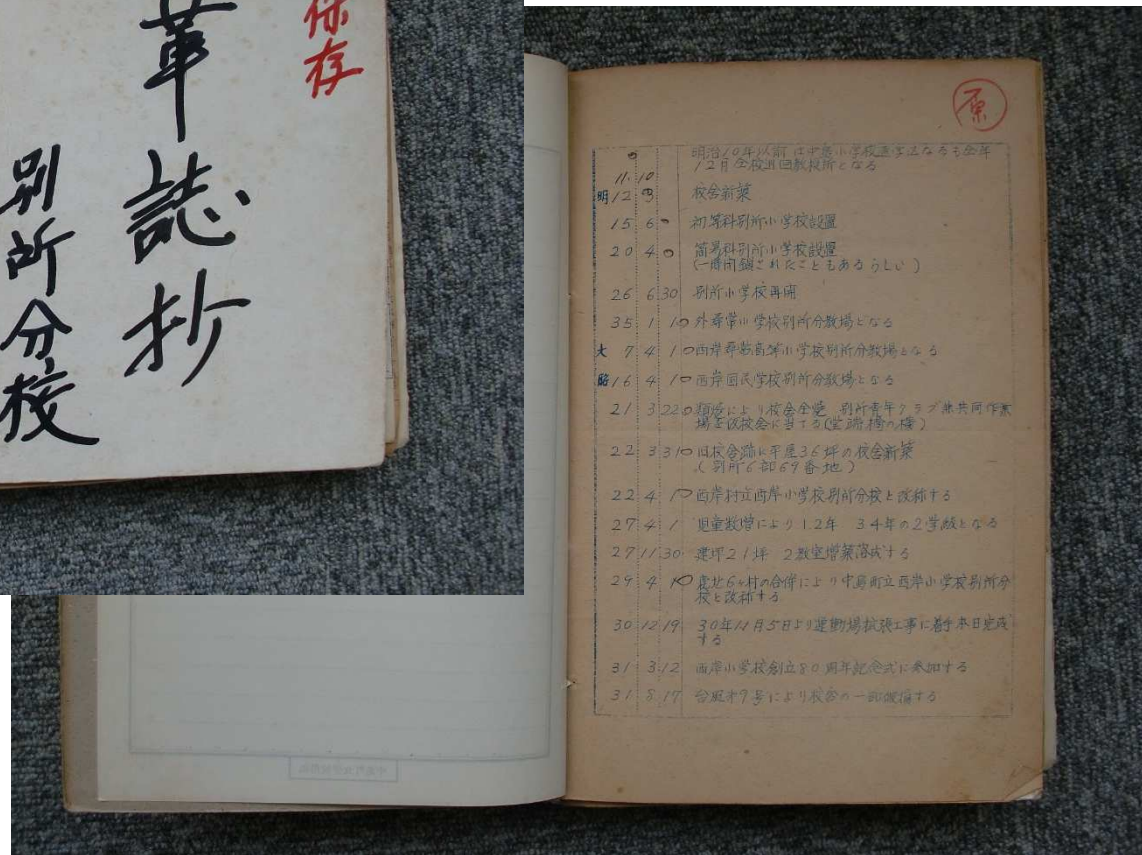 保存
革誌抄
別所分校
原
明治10年以前は中島小学校通学区なるも仝年
11 10 12月仝校巡回教授所となる
明12 3 校舎新築
15 6 初等科別所小学校設置
20 4 簡易科別所小学校設置
(一時閉鎖されたこともあるらしい)
26 6 30 別所小学校再開
35 1 1 外尋常小学校別所分教場となる
大 7 4 1 西岸尋常高等小学校別所分教場となる
昭16 4 1 西岸国民学校別所分教場となる
21 3 22 類焼により校舎全焼 別所青年クラブ兼共同作業
場を仮校舎に当てる
22 3 31 旧校舎跡に平屋36坪の校舎新築
(別所6部69番地)
22 4 1 西岸村立西岸小学校別所分校と改称する
27 4 1 児童数増により12年 34年の2学級となる
27 11 30 建坪21坪 2教室増築落成する
29 4 1 鹿北6ヶ村の合併により中島町立西岸小学校別所分
校と改称する
30 12 19 30年11月5日より運動場拡張工事に着手本日完成
する
31 3 12 西岸小学校創立80周年記念式に参加する
31 8 17 台風才9号により校舎の一部破損する